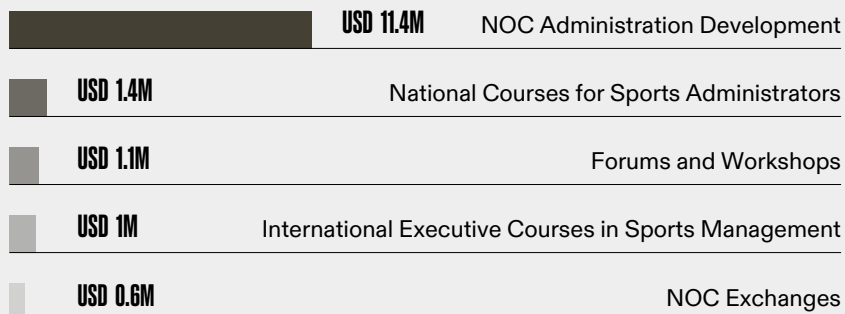 USD 11.4M NOC Administration Development
USD 1.4M National Courses for Sports Administrators
USD 1.1M Forums and Workshops
USD 1M International Executive Courses in Sports Management
USD 0.6M NOC Exchanges